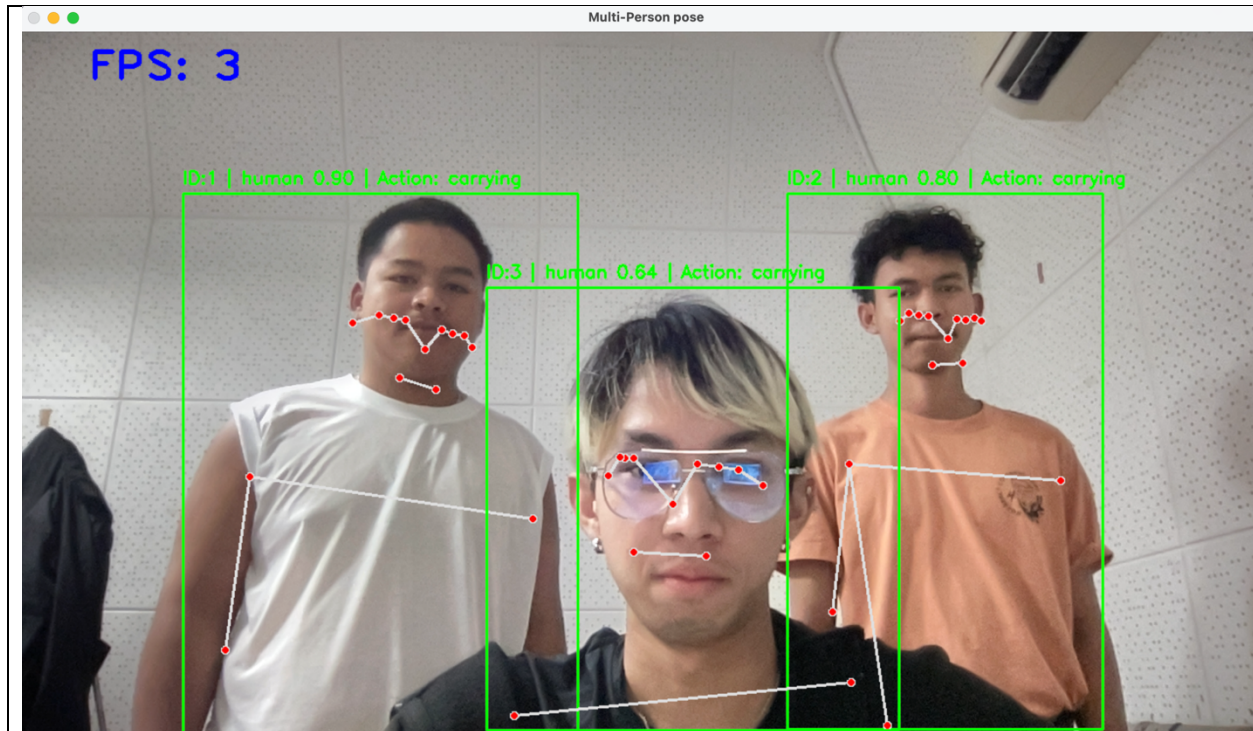 Multi-Person pose
FPS: 3
ID:1 | human 0.90 | Action: carrying
ID:2 | human 0.80 | Action: carrying
ID:3 | human 0.64 | Action: carrying